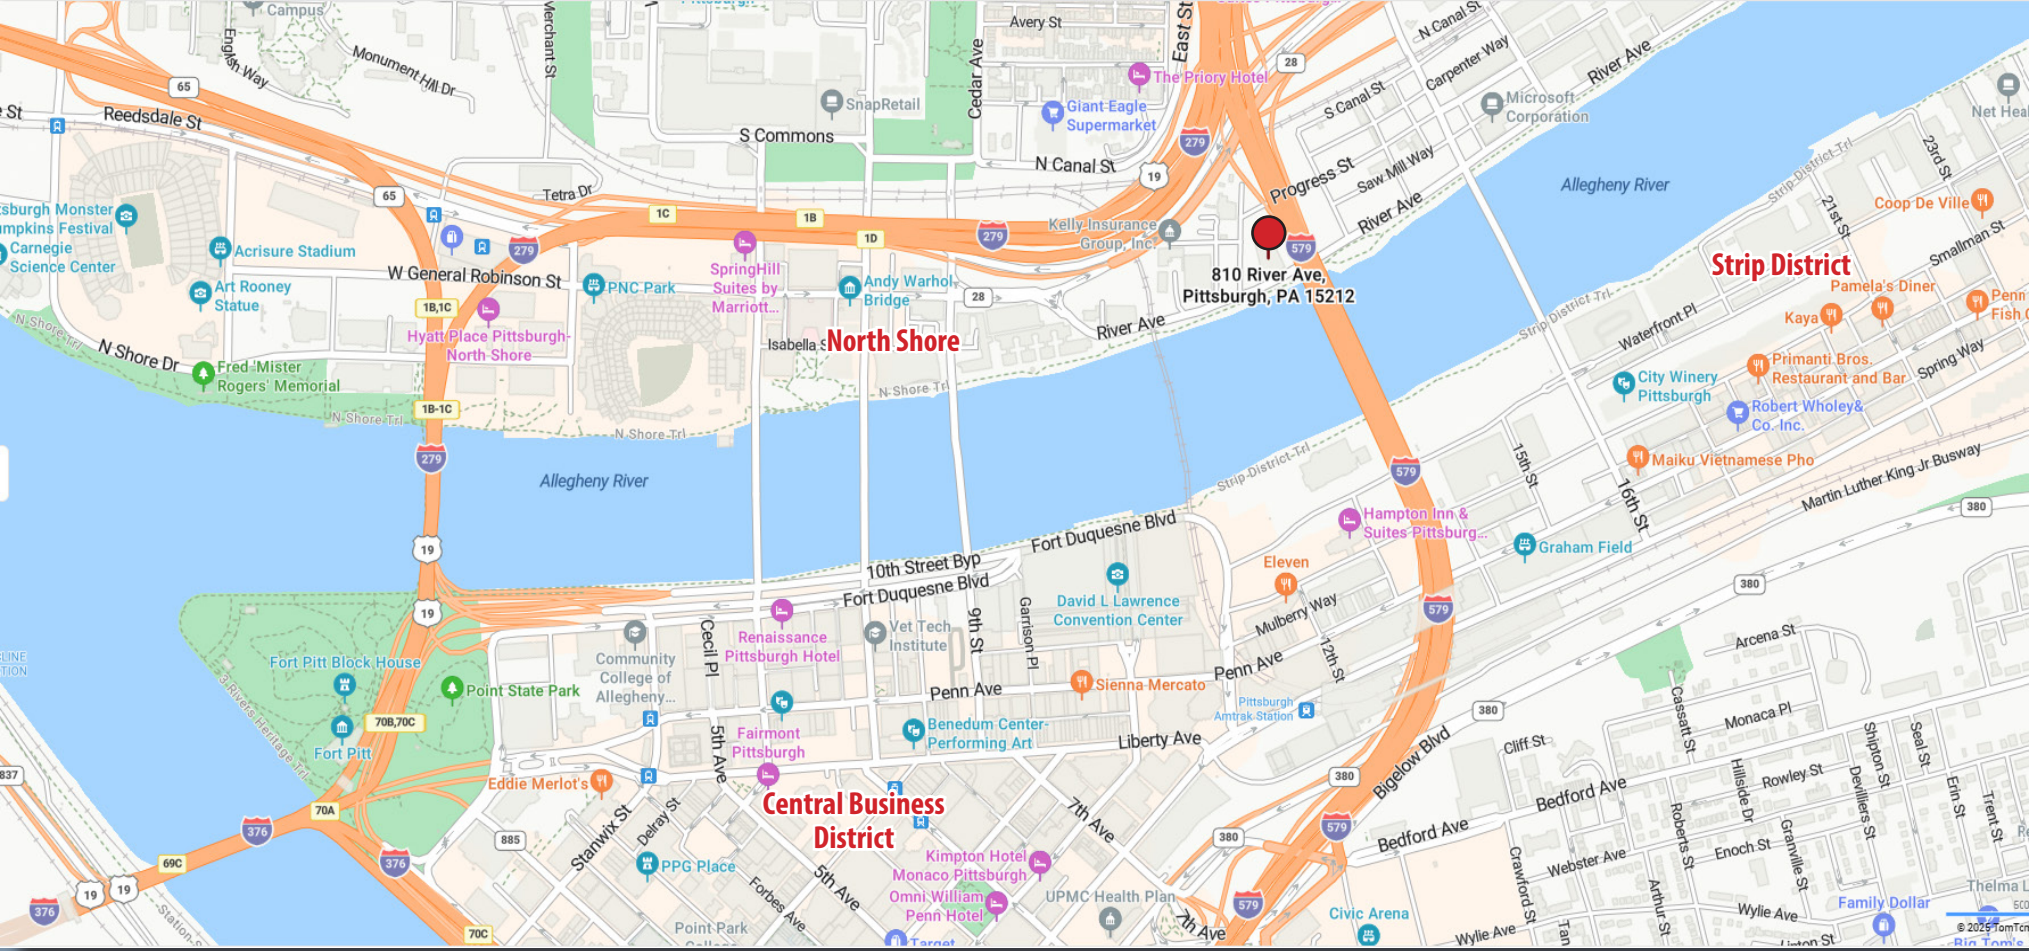 Campus
English Way
Monument Hill Dr
Merchant St
Avery St
East St
N Canal St
Carpenter Way
River Ave
28
65
The Priory Hotel
Cedar Ave
SnapRetail
Giant Eagle
Supermarket
S Canal St
Microsoft
Corporation
Reedsdale St
S Commons
N Canal St
279
19
Progress St
Saw Mill Way
River Ave
Allegheny River
Strip District Trl
23rd St
21st St
Coop De Ville
Smallman St
65
Tetra Dr
1C
1B
1D
279
279
Kelly Insurance
Group, Inc.
579
810 River Ave,
Pittsburgh, PA 15212
Strip District
Carnegie
Science Center
Acrisure Stadium
Art Rooney
Statue
W General Robinson St
1B,1C
PNC Park
SpringHill
Suites by
Marriott...
Andy Warhol
Bridge
28
River Ave
Pamela's Diner
Kaya
Waterfront Pl
Strip District Trl
Spring Way
N Shore Trl
N Shore Dr
Hyatt Place Pittsburgh-
North Shore
North Shore
Fred 'Mister
Rogers' Memorial
N Shore Trl
1B-1C
N Shore Trl
N Shore Trl
Primanti Bros.
Restaurant and Bar
City Winery
Pittsburgh
Robert Wholey&
Co. Inc.
Maiku Vietnamese Pho
Martin Luther King Jr Busway
279
Allegheny River
Strip District Trl
579
15th St
16th St
380
Hampton Inn &
Suites Pittsburg...
Graham Field
19
Fort Duquesne Blvd
10th Street Byp
Fort Duquesne Blvd
Eleven
380
19
David L Lawrence
Convention Center
Mulberry Way
579
Cecil Pl
9th St
Garrison Pl
Renaissance
Pittsburgh Hotel
Vet Tech
Institute
12th St
Arcena St
Fort Pitt Block House
Community
College of
Allegheny...
Point State Park
Penn Ave
Penn Ave
Sienna Mercato
Pittsburgh
Amtrak Station
380
Cassatt St
Monaca Pl
3 Rivers Heritage Trl
70B,70C
Fort Pitt
Fairmont
Pittsburgh
5th Ave
Benedum Center-
Performing Art
Liberty Ave
Bigelow Blvd
Cliff St
Shipton St
Seal St
837
Eddie Merlot's
380
Bedford Ave
Hillside Dr
Rowley St
Devilliers St
Erin St
Trent St
70A
376
Central Business
District
Stanwix St
Delray St
7th Ave
380
579
Bedford Ave
Roberts St
Granville St
885
376
69C
PPG Place
5th Ave
Forbes Ave
Kimpton Hotel
Monaco Pittsburgh
Omni William
Penn Hotel
UPMC Health Plan
Webster Ave
Enoch St
Crawford St
Arthur St
19
19
376
Station
70C
Point Park
Target
7th Ave
579
Civic Arena
Wylie Ave
Wylie Ave
Family Dollar
Thelma
© 2025 TomTom